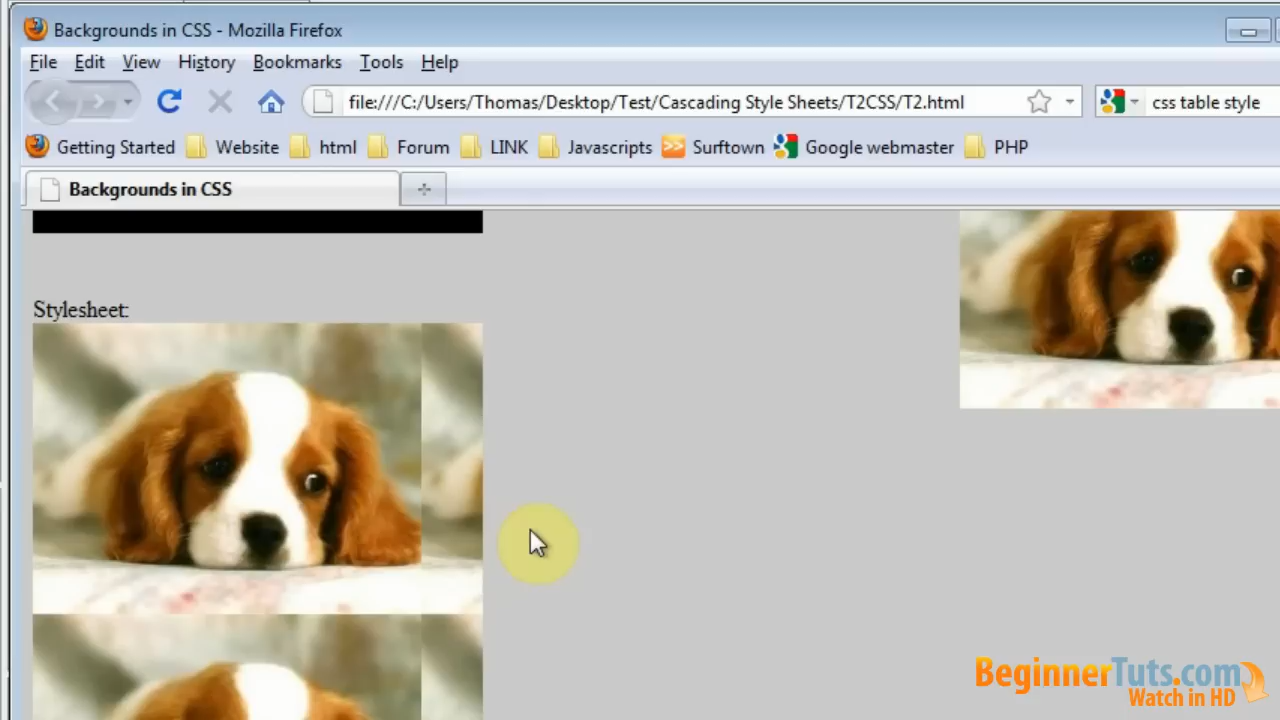 Backgrounds in CSS - Mozilla Firefox
File Edit View History Bookmarks Tools Help
file:///C:/Users/Thomas/Desktop/Test/Cascading Style Sheets/T2CSS/T2.html css table style
Getting Started Website html Forum LINK Javascripts Surftown Google webmaster PHP
Backgrounds in CSS
Stylesheet:
BeginnerTuts.com
Watch in HD